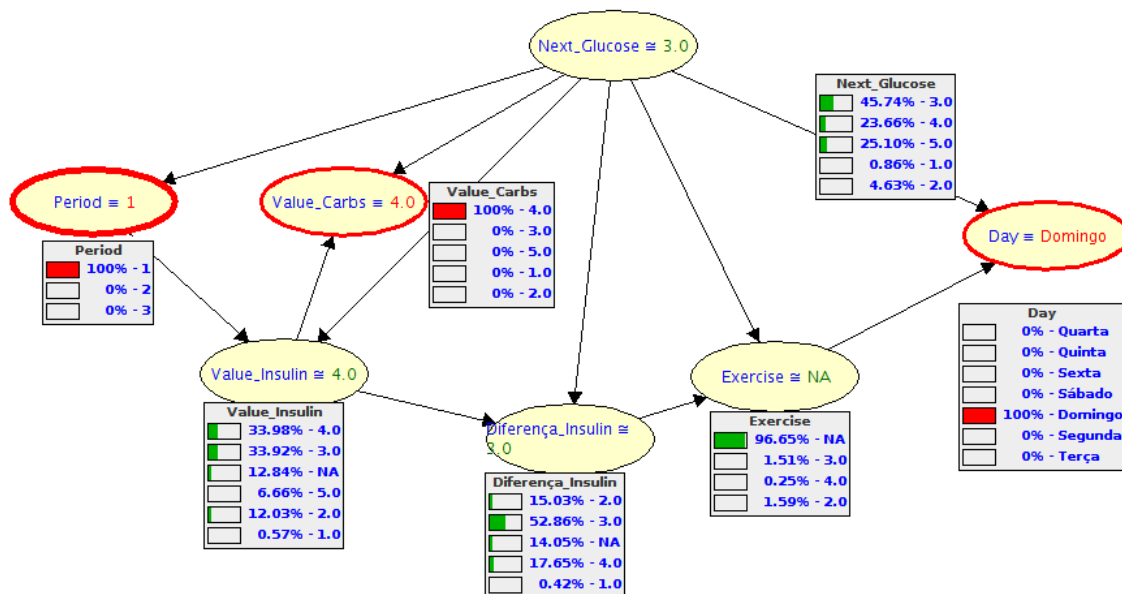 Next_Glucose ≅ 3.0
Next_Glucose
45.74% - 3.0
23.66% - 4.0
25.10% - 5.0
0.86% - 1.0
4.63% - 2.0
Period ≡ 1
Value_Carbs ≡ 4.0
Value_Carbs
100% - 4.0
0% - 3.0
0% - 5.0
0% - 1.0
0% - 2.0
Day ≡ Domingo
Period
100% - 1
0% - 2
0% - 3
Day
0% - Quarta
0% - Quinta
0% - Sexta
0% - Sábado
100% - Domingo
0% - Segunda
0% - Terça
Value_Insulin ≅ 4.0
Value_Insulin
33.98% - 4.0
33.92% - 3.0
12.84% - NA
6.66% - 5.0
12.03% - 2.0
0.57% - 1.0
Exercise ≅ NA
Exercise
96.65% - NA
1.51% - 3.0
0.25% - 4.0
1.59% - 2.0
Diferença_Insulin ≅
3.0
Diferença_Insulin
15.03% - 2.0
52.86% - 3.0
14.05% - NA
17.65% - 4.0
0.42% - 1.0